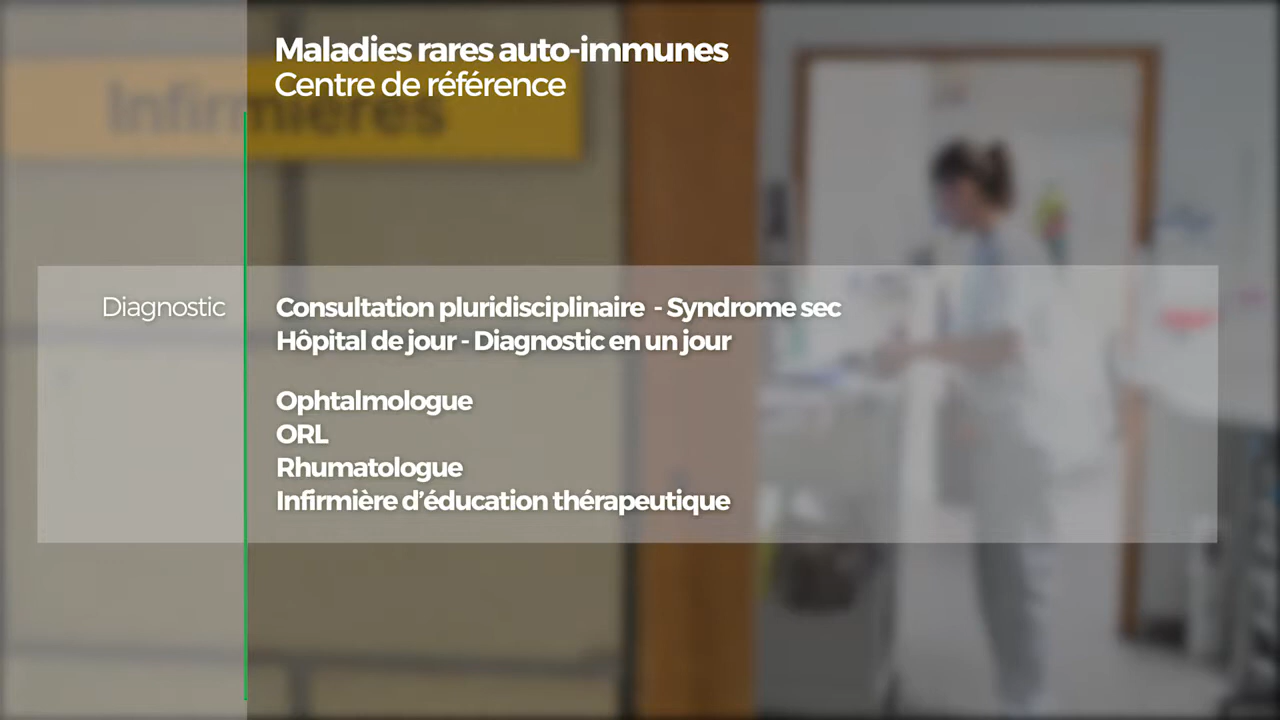 Maladies rares auto-immunes
Centre de référence
Infirmières
Diagnostic
Consultation pluridisciplinaire - Syndrome sec
Hôpital de jour - Diagnostic en un jour
Ophtalmologue
ORL
Rhumatologue
Infirmière d’éducation thérapeutique